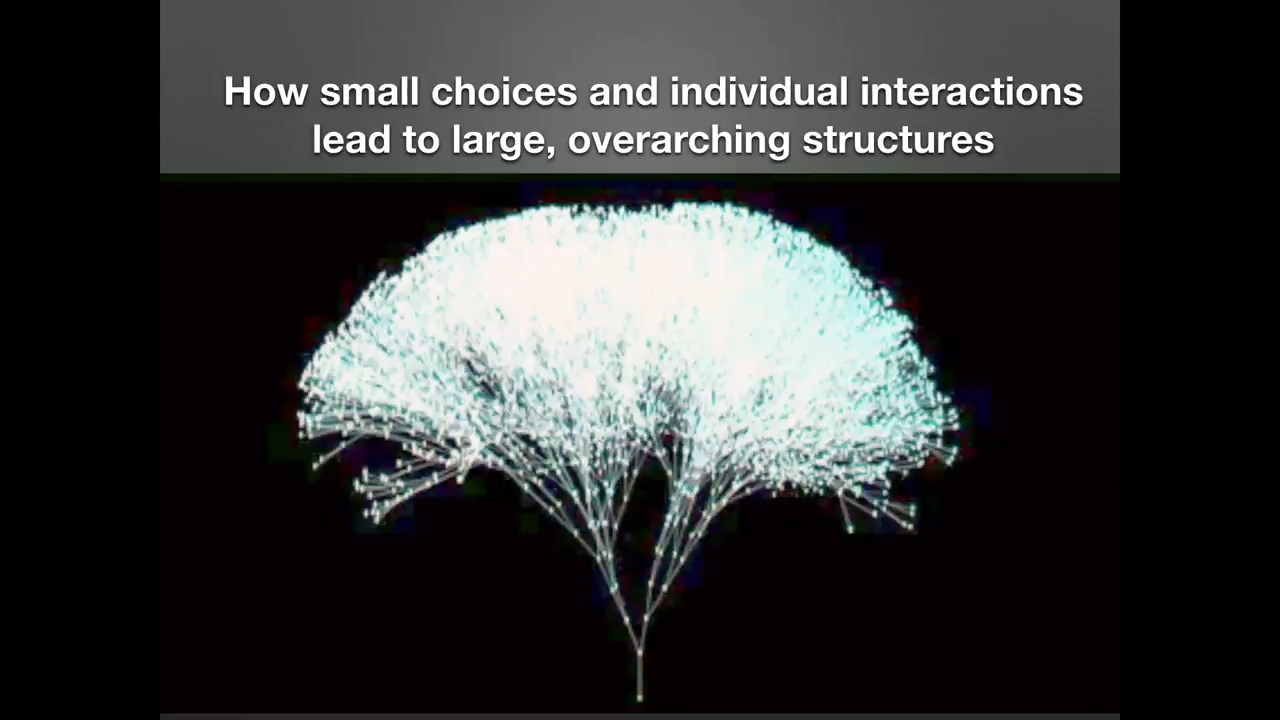 How small choices and individual interactions
lead to large, overarching structures